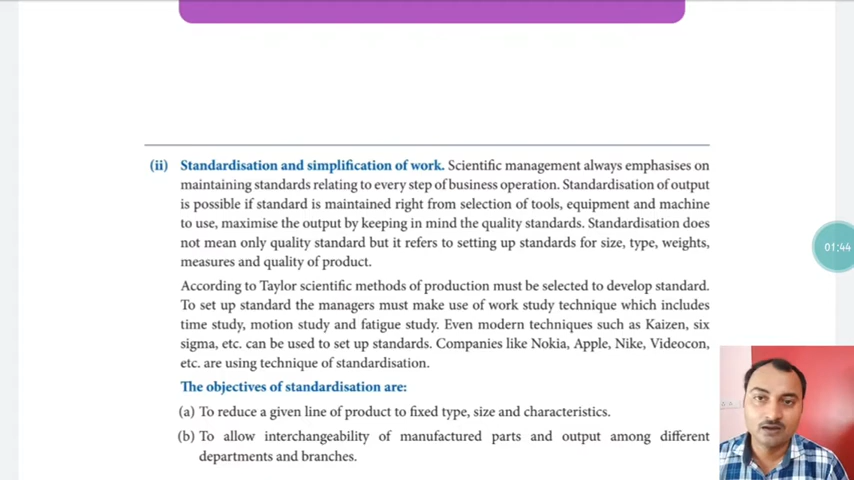 (ii) Standardisation and simplification of work. Scientific management always emphasises on
maintaining standards relating to every step of business operation. Standardisation of output
is possible if standard is maintained right from selection of tools, equipment and machine
to use, maximise the output by keeping in mind the quality standards. Standardisation does
not mean only quality standard but it refers to setting up standards for size, type, weights,
measures and quality of product.
According to Taylor scientific methods of production must be selected to develop standard.
To set up standard the managers must make use of work study technique which includes
time study, motion study and fatigue study. Even modern techniques such as Kaizen, six
sigma, etc. can be used to set up standards. Companies like Nokia, Apple, Nike, Videocon,
etc. are using technique of standardisation.
The objectives of standardisation are:
(a) To reduce a given line of product to fixed type, size and characteristics.
(b) To allow interchangeability of manufactured parts and output among different
departments and branches.
01:44